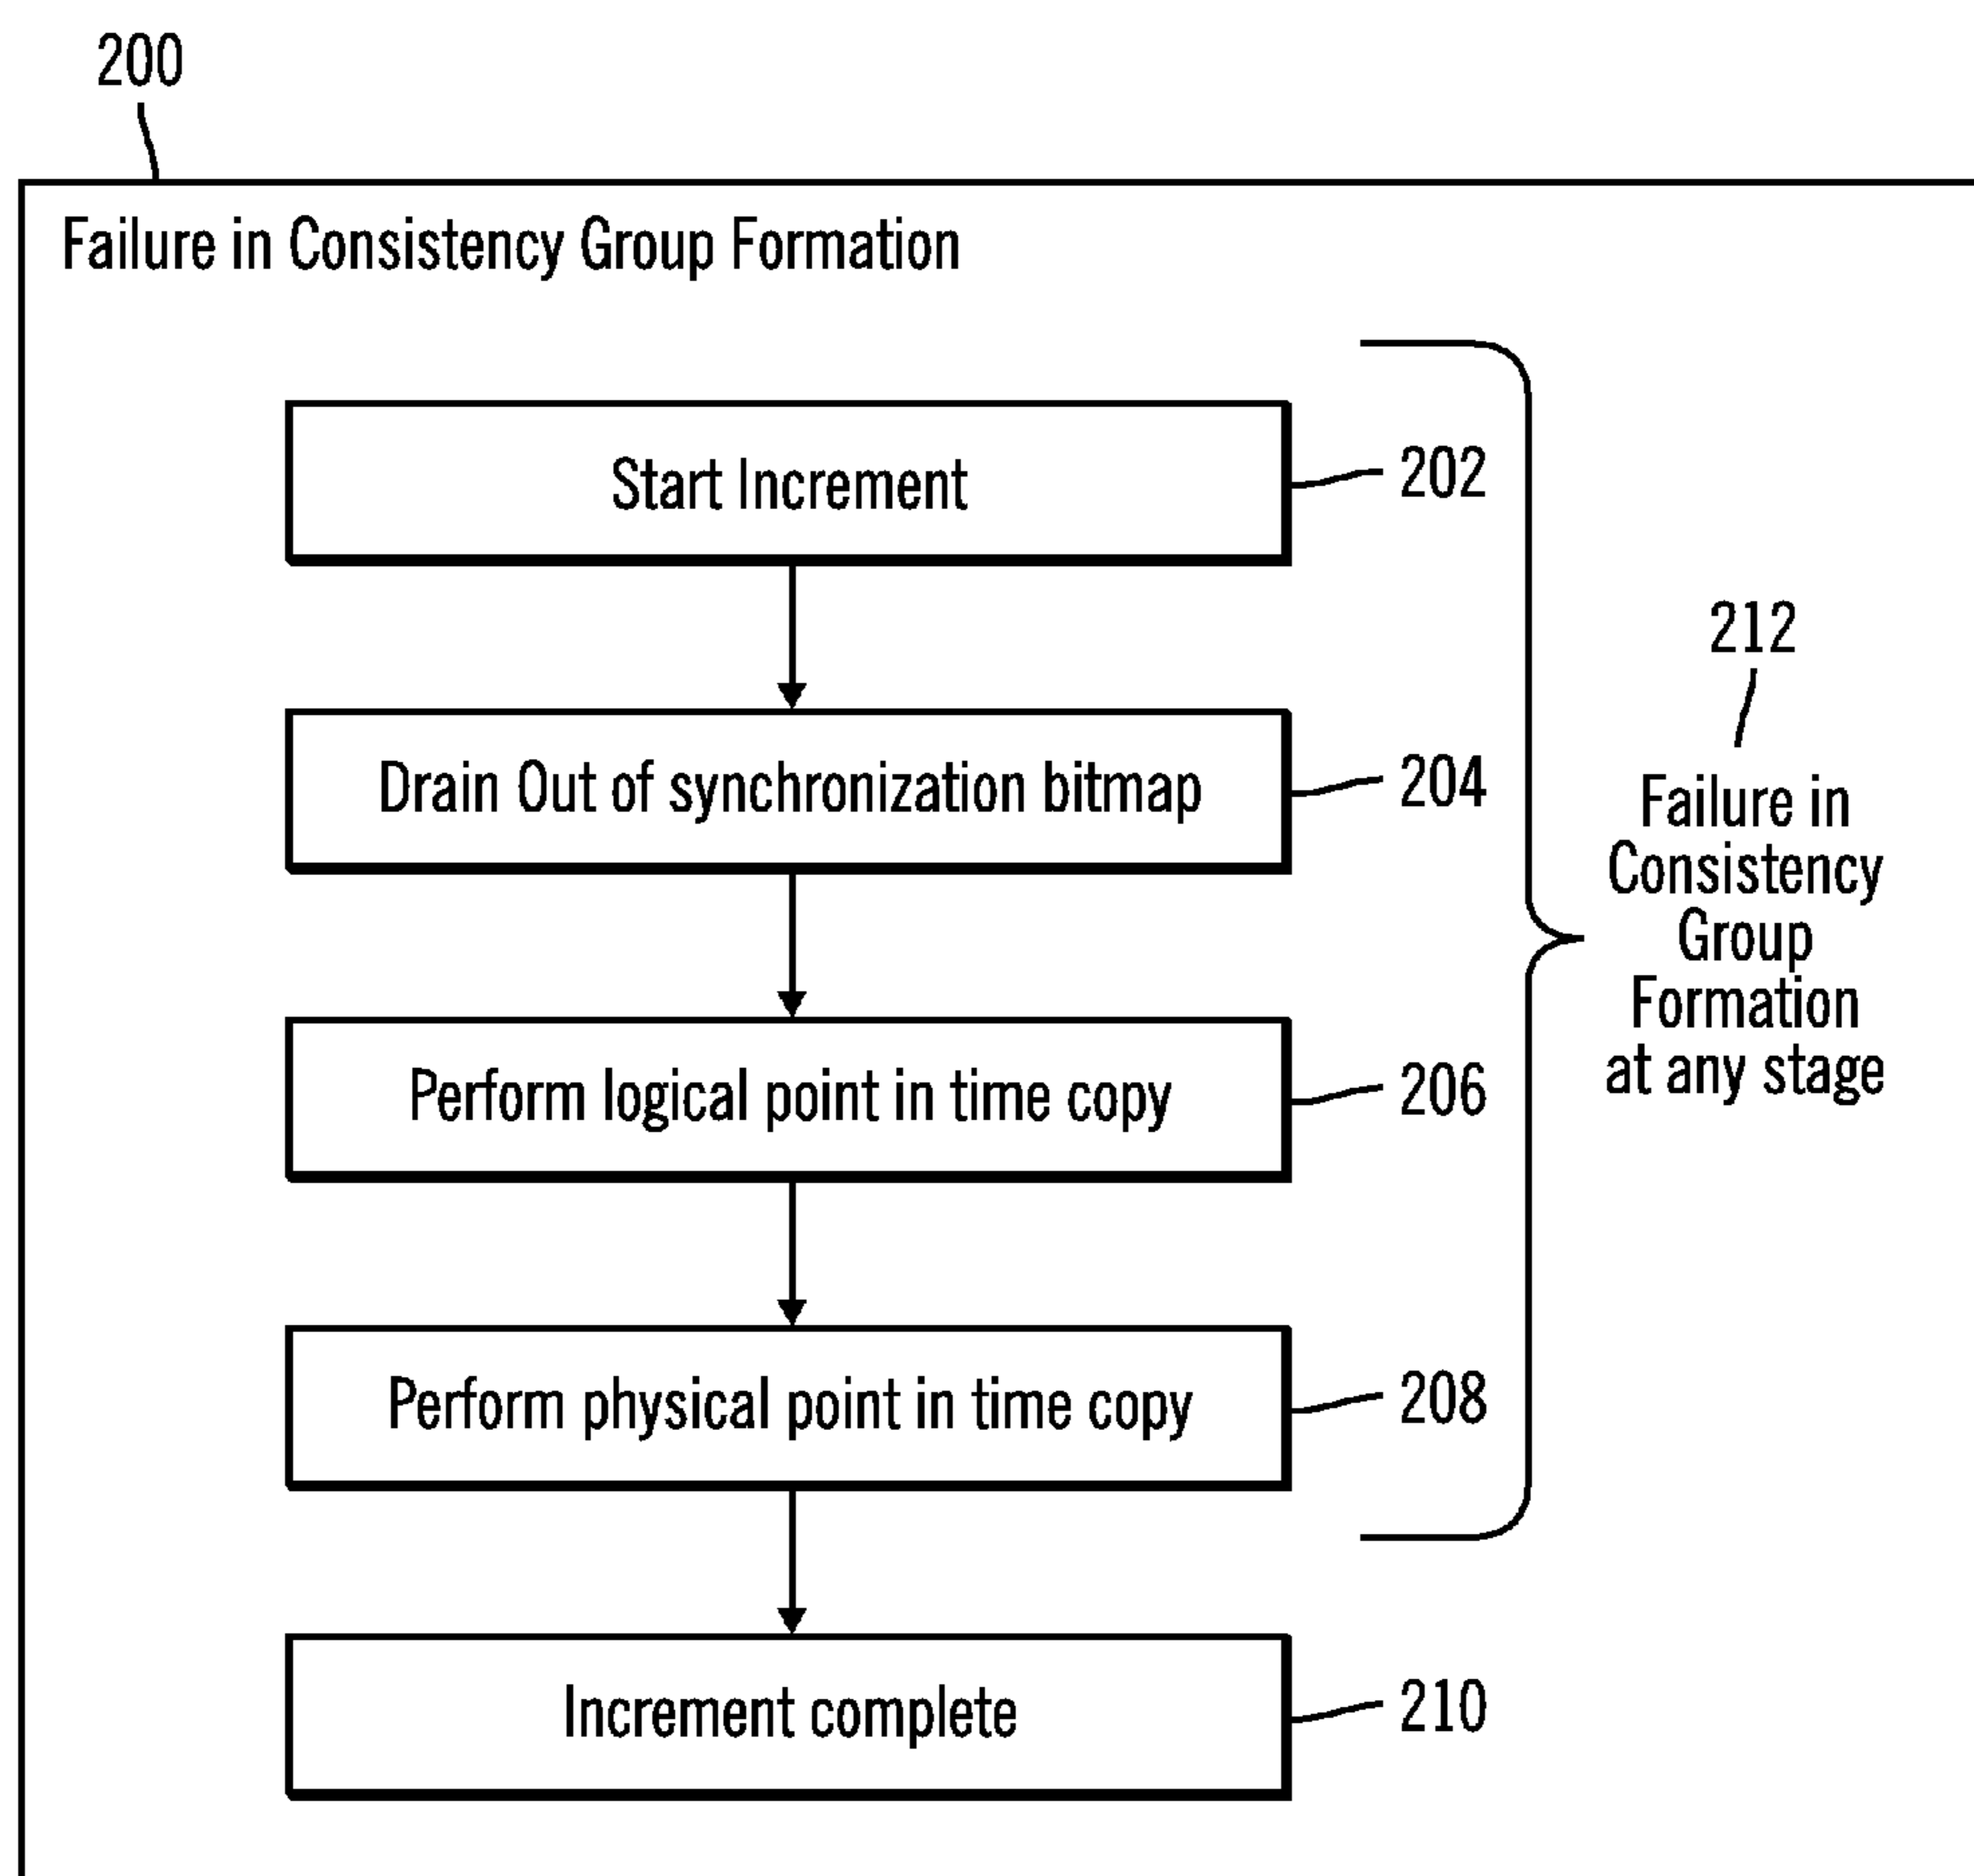 200
Failure in Consistency Group Formation
Start Increment
202
Drain Out of synchronization bitmap
204
Perform logical point in time copy
206
Perform physical point in time copy
208
Increment complete
210
212
Failure in
Consistency
Group
Formation
at any stage